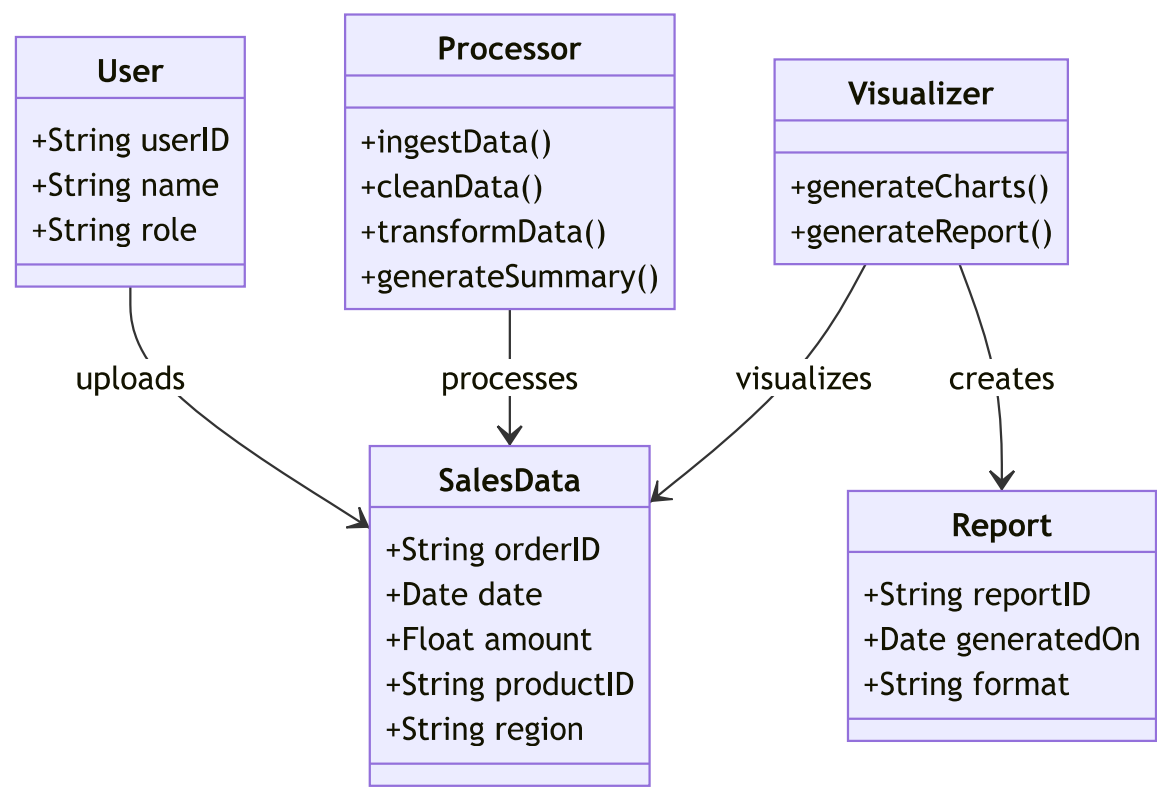 User
+String userID
+String name
+String role
Processor
+ingestData()
+cleanData()
+transformData()
+generateSummary()
Visualizer
+generateCharts()
+generateReport()
uploads
processes
visualizes
creates
SalesData
+String orderID
+Date date
+Float amount
+String productID
+String region
Report
+String reportID
+Date generatedOn
+String format